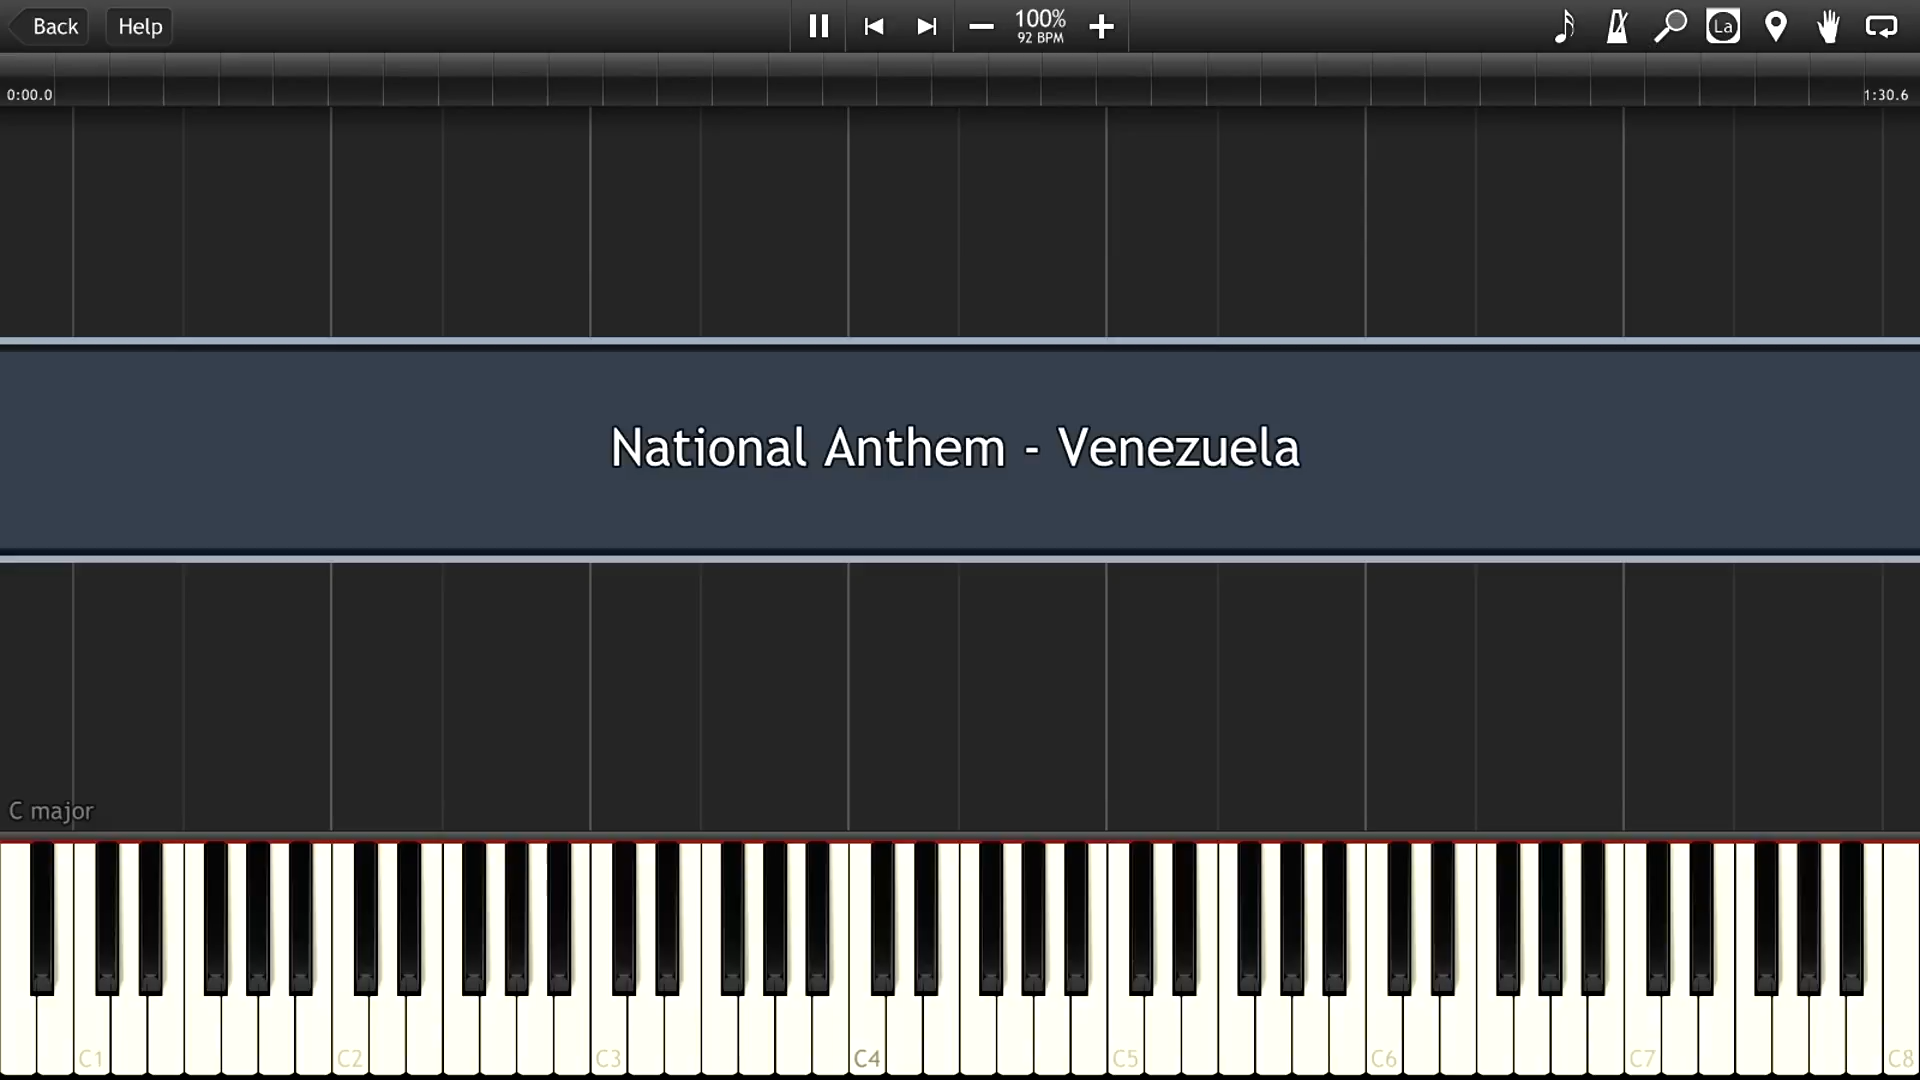 Back Help 100%
92 BPM
La
0:00.0 1:30.6
National Anthem - Venezuela
C major
C1 C2 C3 C4 C5 C6 C7 C8